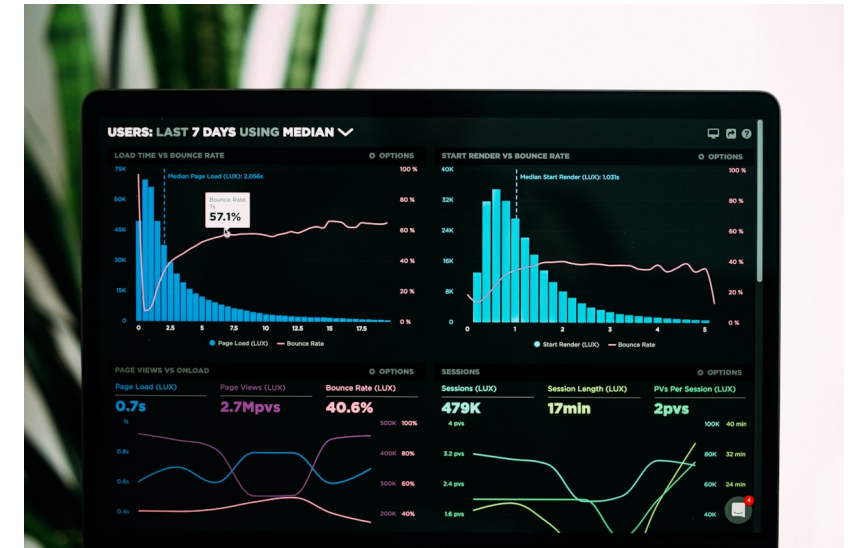 USERS: LAST 7 DAYS USING MEDIAN
LOAD TIME VS BOUNCE RATE
OPTIONS
75K
100 %
Median Page Load (LUX): 2.056s
60K
80 %
Bounce Rate
7s
57.1%
45K
60 %
30K
40 %
15K
20 %
0
0 %
0 2.5 5 7.5 10 12.5 15 17.5
Page Load (LUX) Bounce Rate
START RENDER VS BOUNCE RATE
OPTIONS
40K
100 %
Median Start Render (LUX): 1.031s
32K
80 %
24K
60 %
16K
40 %
8K
20 %
0
0 %
0 1 2 3 4 5
Start Render (LUX) Bounce Rate
PAGE VIEWS VS ONLOAD
OPTIONS
Page Load (LUX) Page Views (LUX) Bounce Rate (LUX)
0.7s 2.7Mpvs 40.6%
1s 500K 100%
0.8s 400K 80%
0.6s 300K 60%
0.4s 200K 40%
SESSIONS
OPTIONS
Sessions (LUX) Session Length (LUX) PVs Per Session (LUX)
479K 17min 2pvs
4 pvs 100K 40 min
3.2 pvs 80K 32 min
2.4 pvs 60K 24 min
1.6 pvs 40K
4